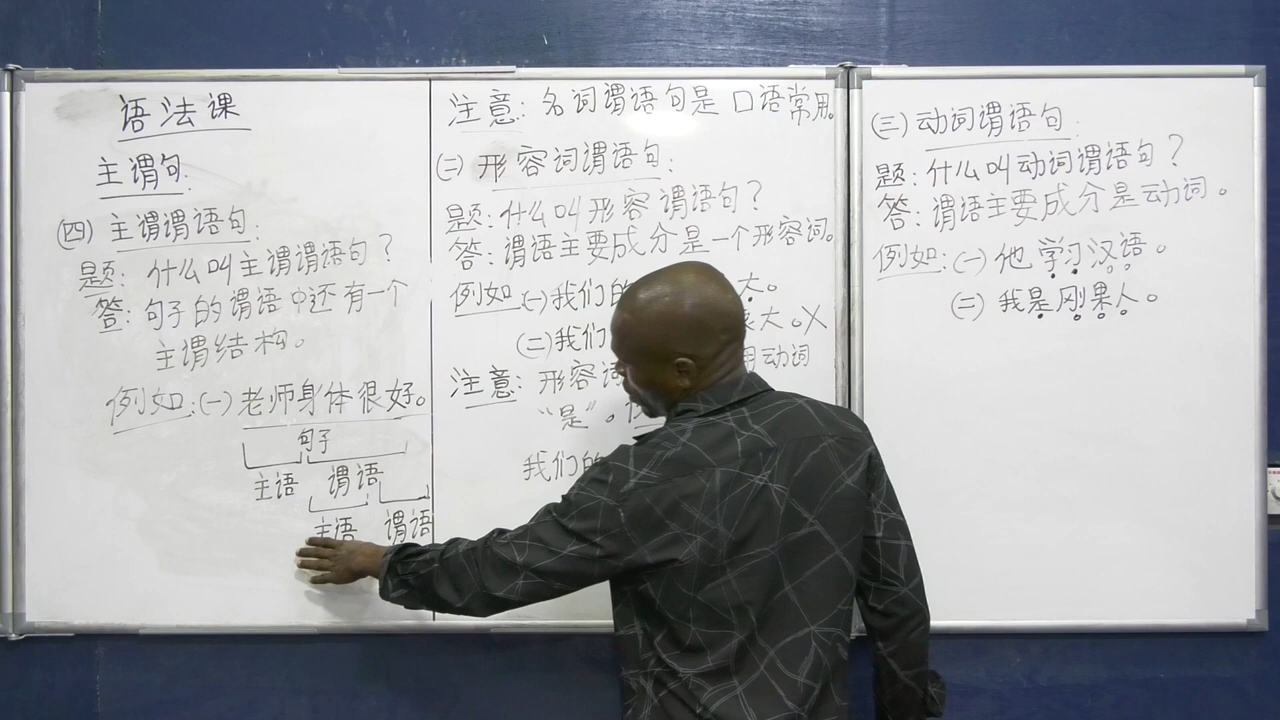 语法课
主谓句:
(四) 主谓谓语句:
题: 什么叫主谓谓语句?
答: 句子的谓语中还有一个
主谓结构。
例如: (一) 老师身体很好。
句子
主语 谓语
主语 谓语
注意: 名词谓语句是口语常用。
(二) 形容词谓语句:
题: 什么叫形容谓语句?
答: 谓语主要成分是一个形容词。
例如 (一) 我们的 大。
(二) 我们 大。X
注意: 形容词 用动词
“是”。
我们的
(三) 动词谓语句:
题: 什么叫动词谓语句?
答: 谓语主要成分是动词。
例如: (一) 他学习汉语。
(二) 我是刚果人。